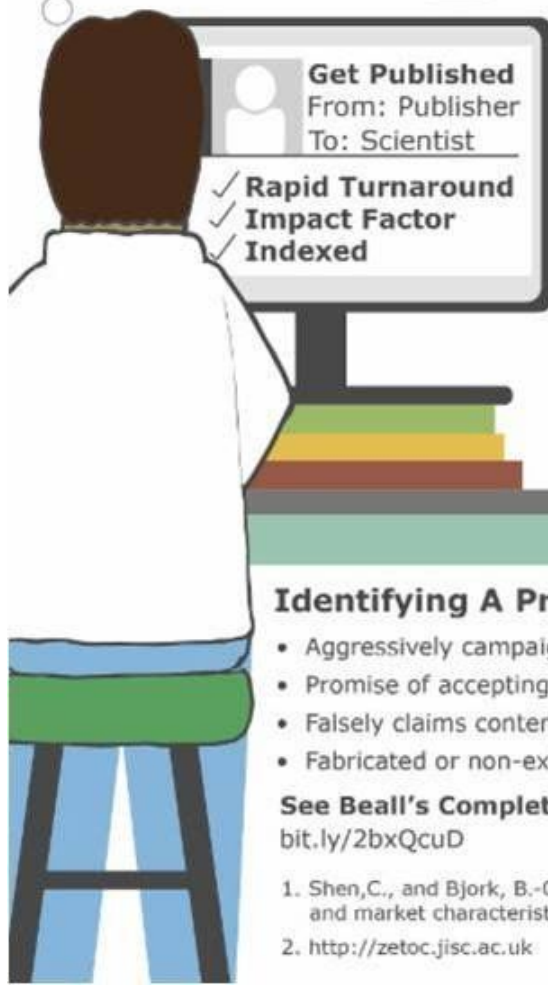 Get Published
From: Publisher
To: Scientist
✓ Rapid Turnaround
✓ Impact Factor
✓ Indexed
Identifying A Pr
• Aggressively campaig
• Promise of accepting
• Falsely claims conten
• Fabricated or non-ex
See Beall's Complet
bit.ly/2bxQcuD
1. Shen,C., and Bjork, B.-
and market characterist
2. http://zetoc.jisc.ac.uk